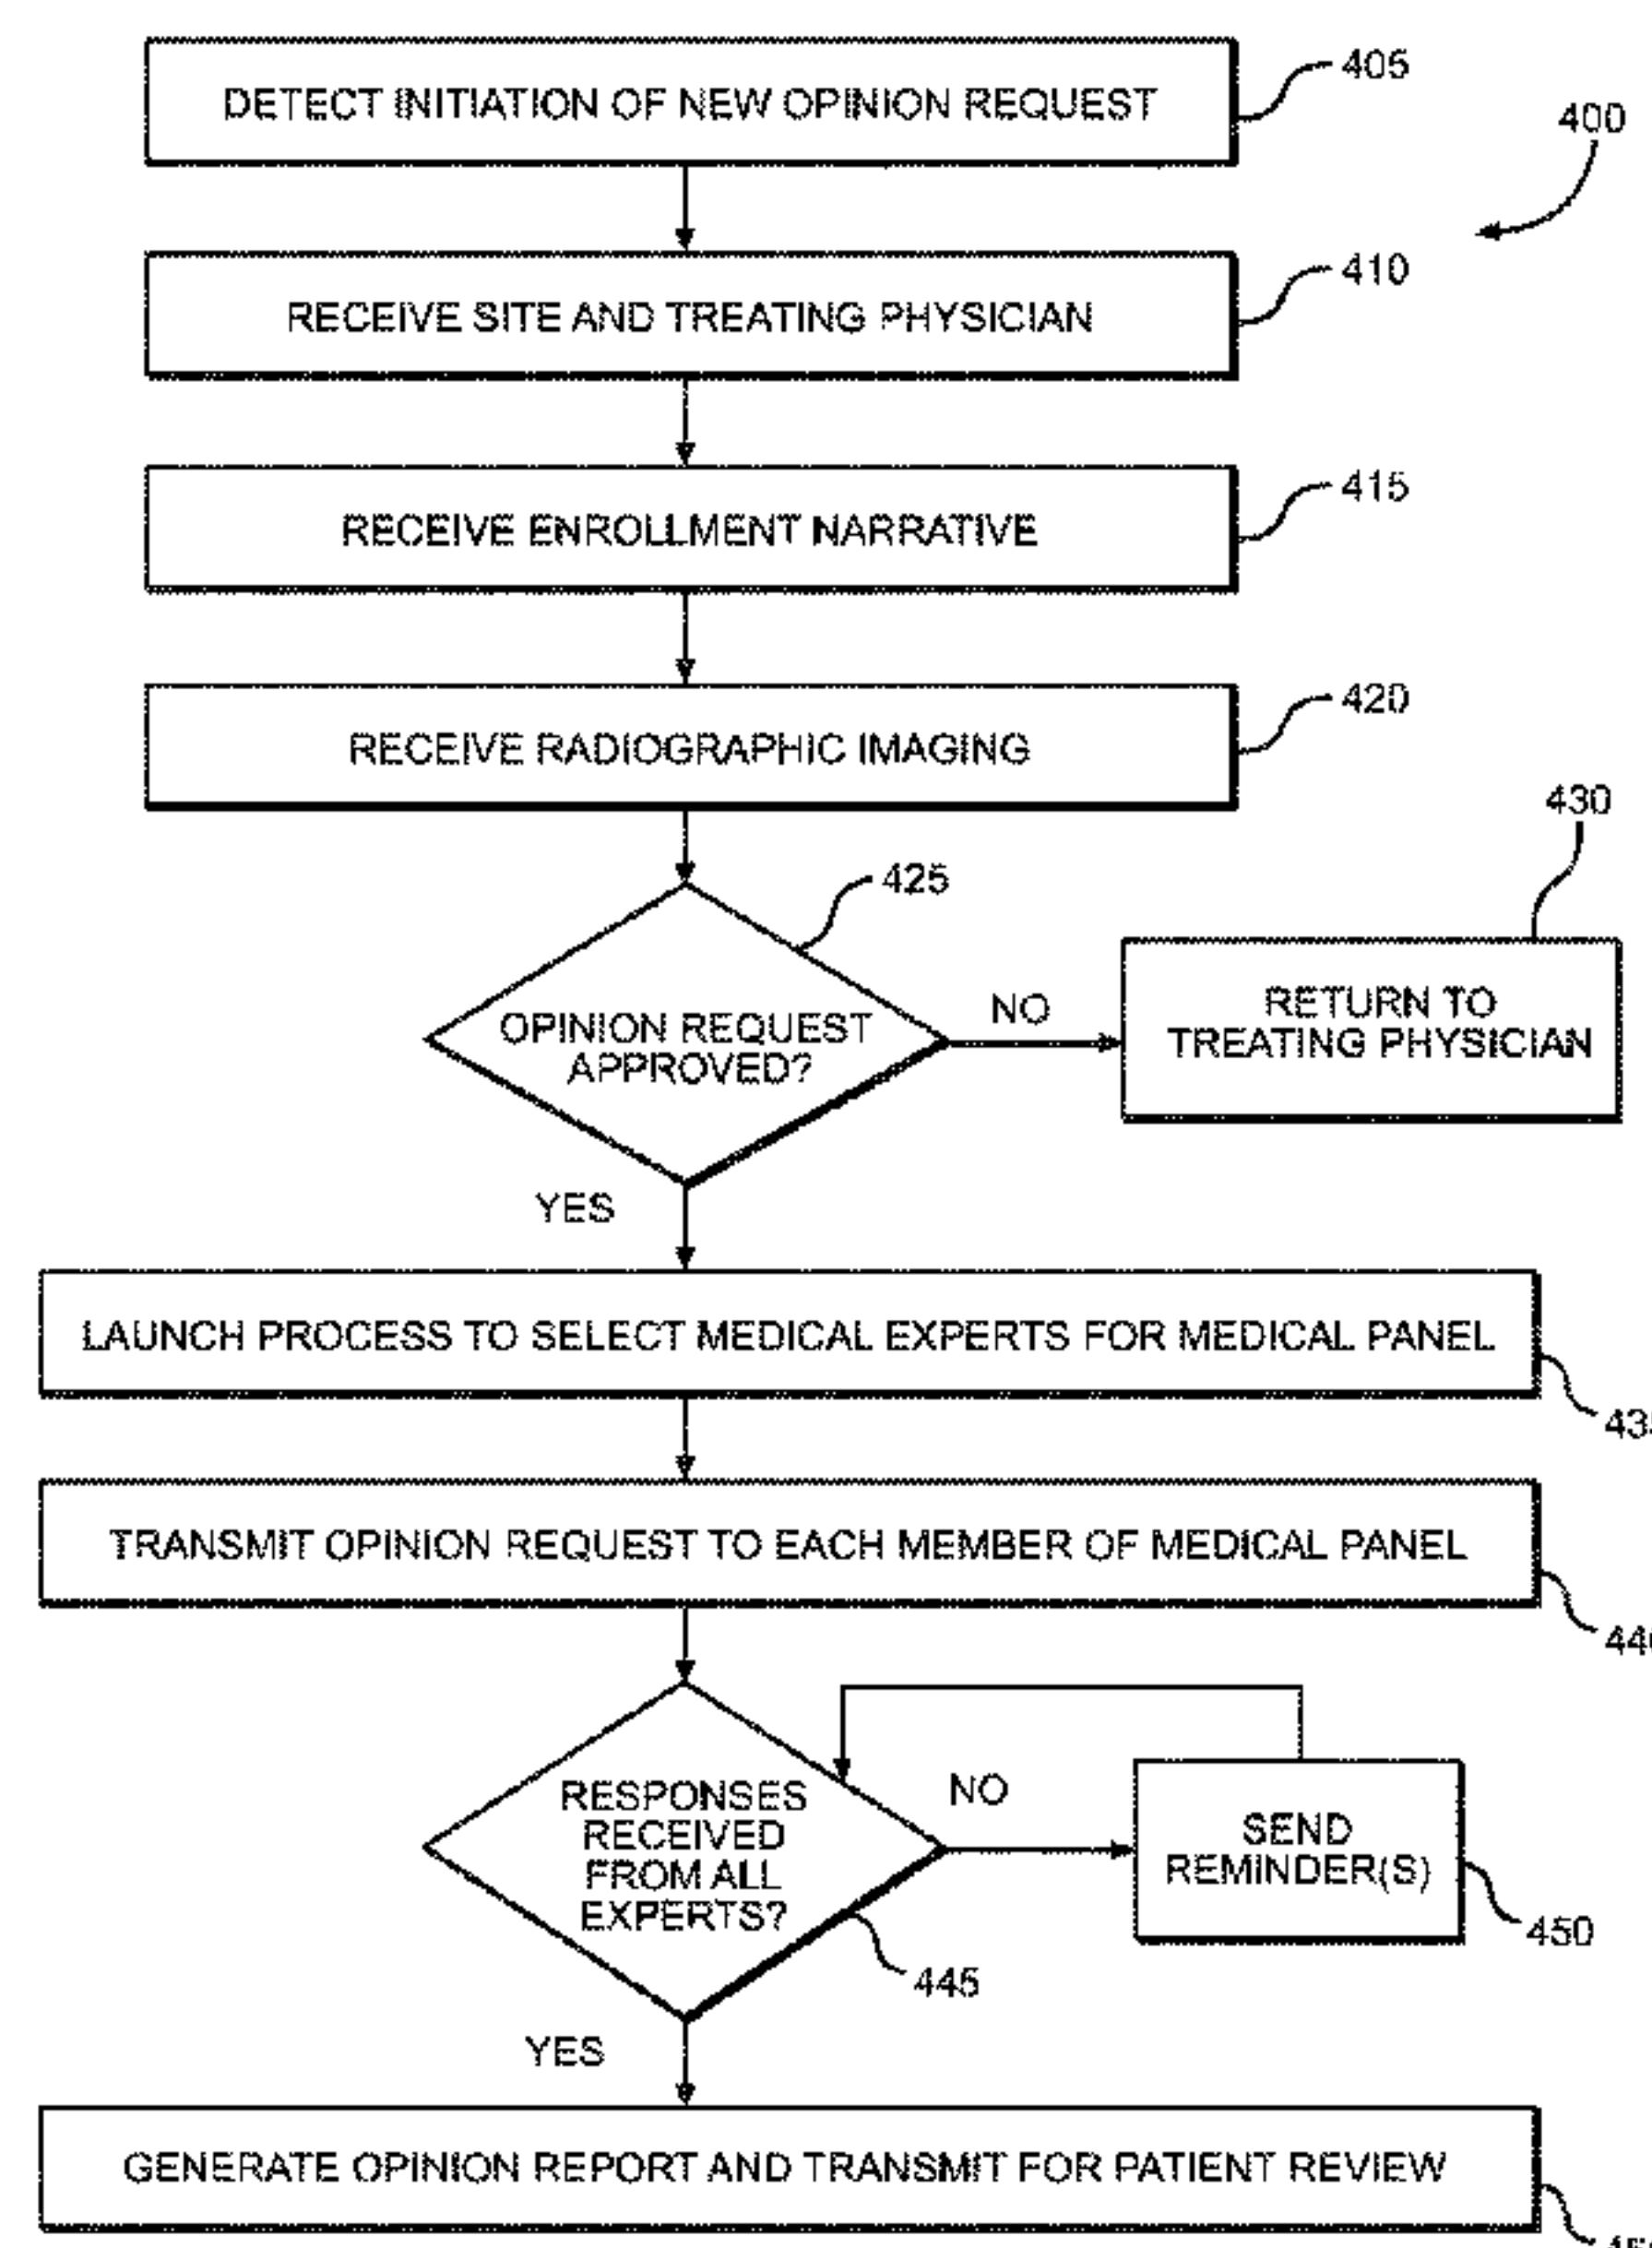 DETECT INITIATION OF NEW OPINION REQUEST
405
400
RECEIVE SITE AND TREATING PHYSICIAN
410
RECEIVE ENROLLMENT NARRATIVE
415
RECEIVE RADIOGRAPHIC IMAGING
420
430
425
OPINION REQUEST
APPROVED?
NO
RETURN TO
TREATING PHYSICIAN
YES
LAUNCH PROCESS TO SELECT MEDICAL EXPERTS FOR MEDICAL PANEL
TRANSMIT OPINION REQUEST TO EACH MEMBER OF MEDICAL PANEL
RESPONSES
RECEIVED
FROM ALL
EXPERTS?
NO
SEND
REMINDER(S)
450
445
YES
GENERATE OPINION REPORT AND TRANSMIT FOR PATIENT REVIEW